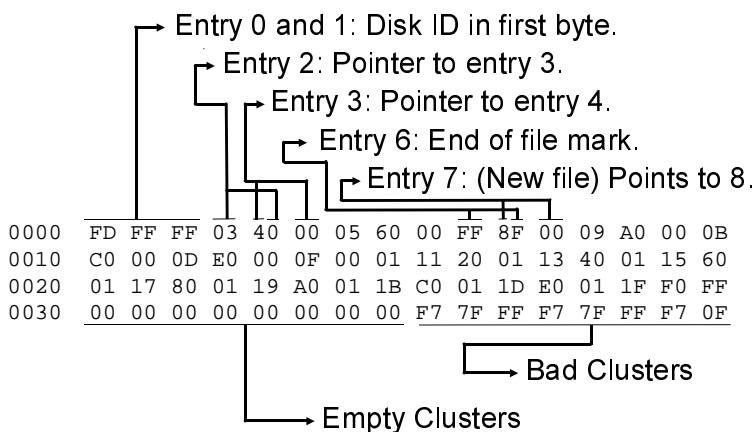 Entry 0 and 1: Disk ID in first byte.
Entry 2: Pointer to entry 3.
Entry 3: Pointer to entry 4.
Entry 6: End of file mark.
Entry 7: (New file) Points to 8.
0000 FD FF FF 03 40 00 05 60 00 FF 8F 00 09 A0 00 0B
0010 C0 00 0D E0 00 0F 00 01 11 20 01 13 40 01 15 60
0020 01 17 80 01 19 A0 01 1B C0 01 1D E0 01 1F F0 FF
0030 00 00 00 00 00 00 00 00 F7 7F FF F7 7F FF F7 0F
Bad Clusters
Empty Clusters